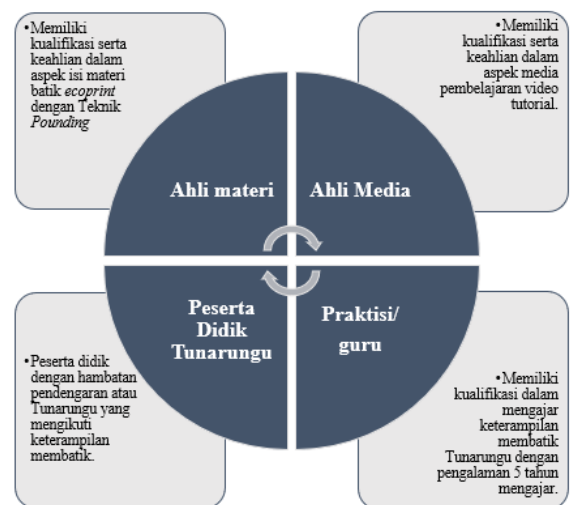 •Memiliki
kualifikasi serta
keahlian dalam
aspek isi materi
batik ecoprint
dengan Teknik
Pounding
•Memiliki
kualifikasi serta
keahlian dalam
aspek media
pembelajaran video
tutorial.
Ahli materi
Ahli Media
Peserta
Didik
Tunarungu
Praktisi/
guru
•Peserta didik
dengan hambatan
pendengaran atau
Tunarungu yang
mengikuti
keterampilan
membatik.
•Memiliki
kualifikasi dalam
mengajar
keterampilan
membatik
Tunarungu dengan
pengalaman 5 tahun
mengajar.